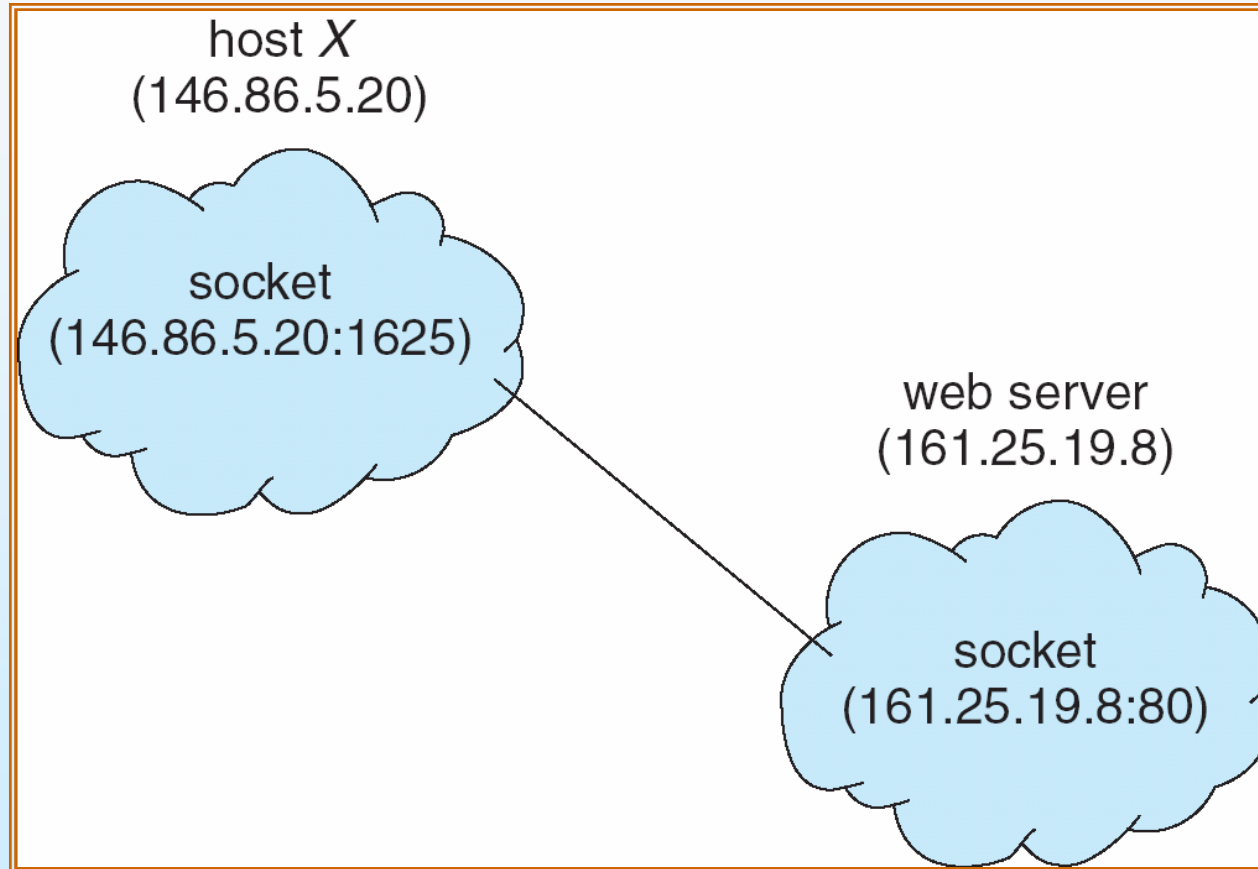 host X
(146.86.5.20)
socket
(146.86.5.20:1625)
web server
(161.25.19.8)
socket
(161.25.19.8:80)